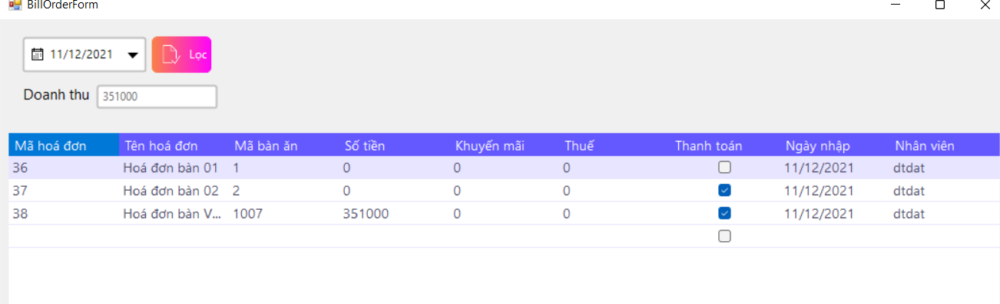 BillOrderForm
11/12/2021 Lọc
Doanh thu 351000
Mã hoá đơn Tên hoá đơn Mã bàn ăn Số tiền Khuyến mãi Thuế Thanh toán Ngày nhập Nhân viên
36 Hoá đơn bàn 01 1 0 0 0 11/12/2021 dtdat
37 Hoá đơn bàn 02 2 0 0 0 11/12/2021 dtdat
38 Hoá đơn bàn V... 1007 351000 0 0 11/12/2021 dtdat